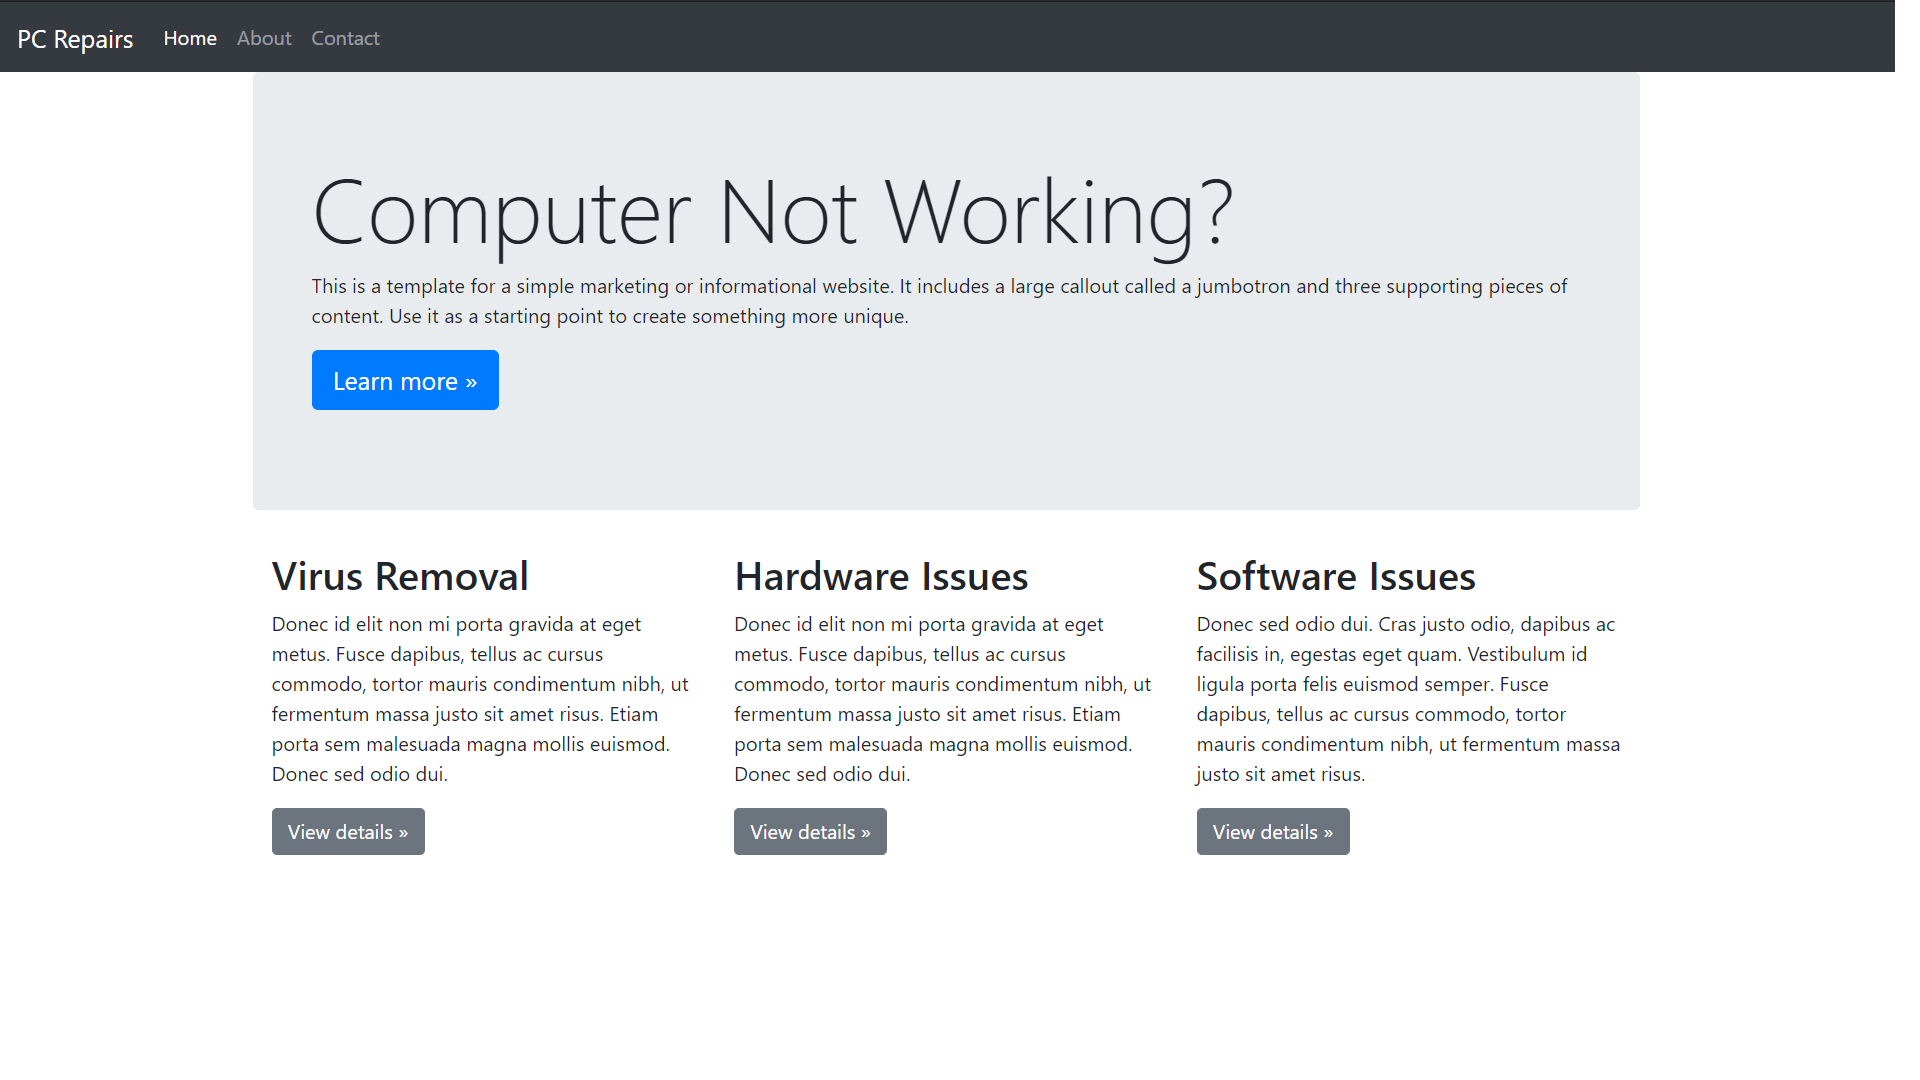 PC Repairs Home About Contact
Computer Not Working?
This is a template for a simple marketing or informational website. It includes a large callout called a jumbotron and three supporting pieces of
content. Use it as a starting point to create something more unique.
Learn more »
Virus Removal
Donec id elit non mi porta gravida at eget
metus. Fusce dapibus, tellus ac cursus
commodo, tortor mauris condimentum nibh, ut
fermentum massa justo sit amet risus. Etiam
porta sem malesuada magna mollis euismod.
Donec sed odio dui.
View details »
Hardware Issues
Donec id elit non mi porta gravida at eget
metus. Fusce dapibus, tellus ac cursus
commodo, tortor mauris condimentum nibh, ut
fermentum massa justo sit amet risus. Etiam
porta sem malesuada magna mollis euismod.
Donec sed odio dui.
View details »
Software Issues
Donec sed odio dui. Cras justo odio, dapibus ac
facilisis in, egestas eget quam. Vestibulum id
ligula porta felis euismod semper. Fusce
dapibus, tellus ac cursus commodo, tortor
mauris condimentum nibh, ut fermentum massa
justo sit amet risus.
View details »